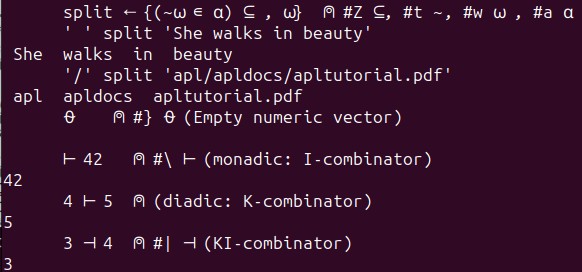 split ← {(~ω ∊ α) ⊆ , ω}  ⍝ #Z ⊆, #t ~, #w ω , #a α
' ' split 'She walks in beauty'
She  walks  in  beauty
'/' split 'apl/apldocs/apltutorial.pdf'
apl  apldocs  apltutorial.pdf
⍬    ⍝ #} ⍬ (Empty numeric vector)
⊢ 42   ⍝ #\ ⊢ (monadic: I-combinator)
42
4 ⊢ 5  ⍝ (diadic: K-combinator)
5
3 ⊣ 4  ⍝ #| ⊣ (KI-combinator)
3